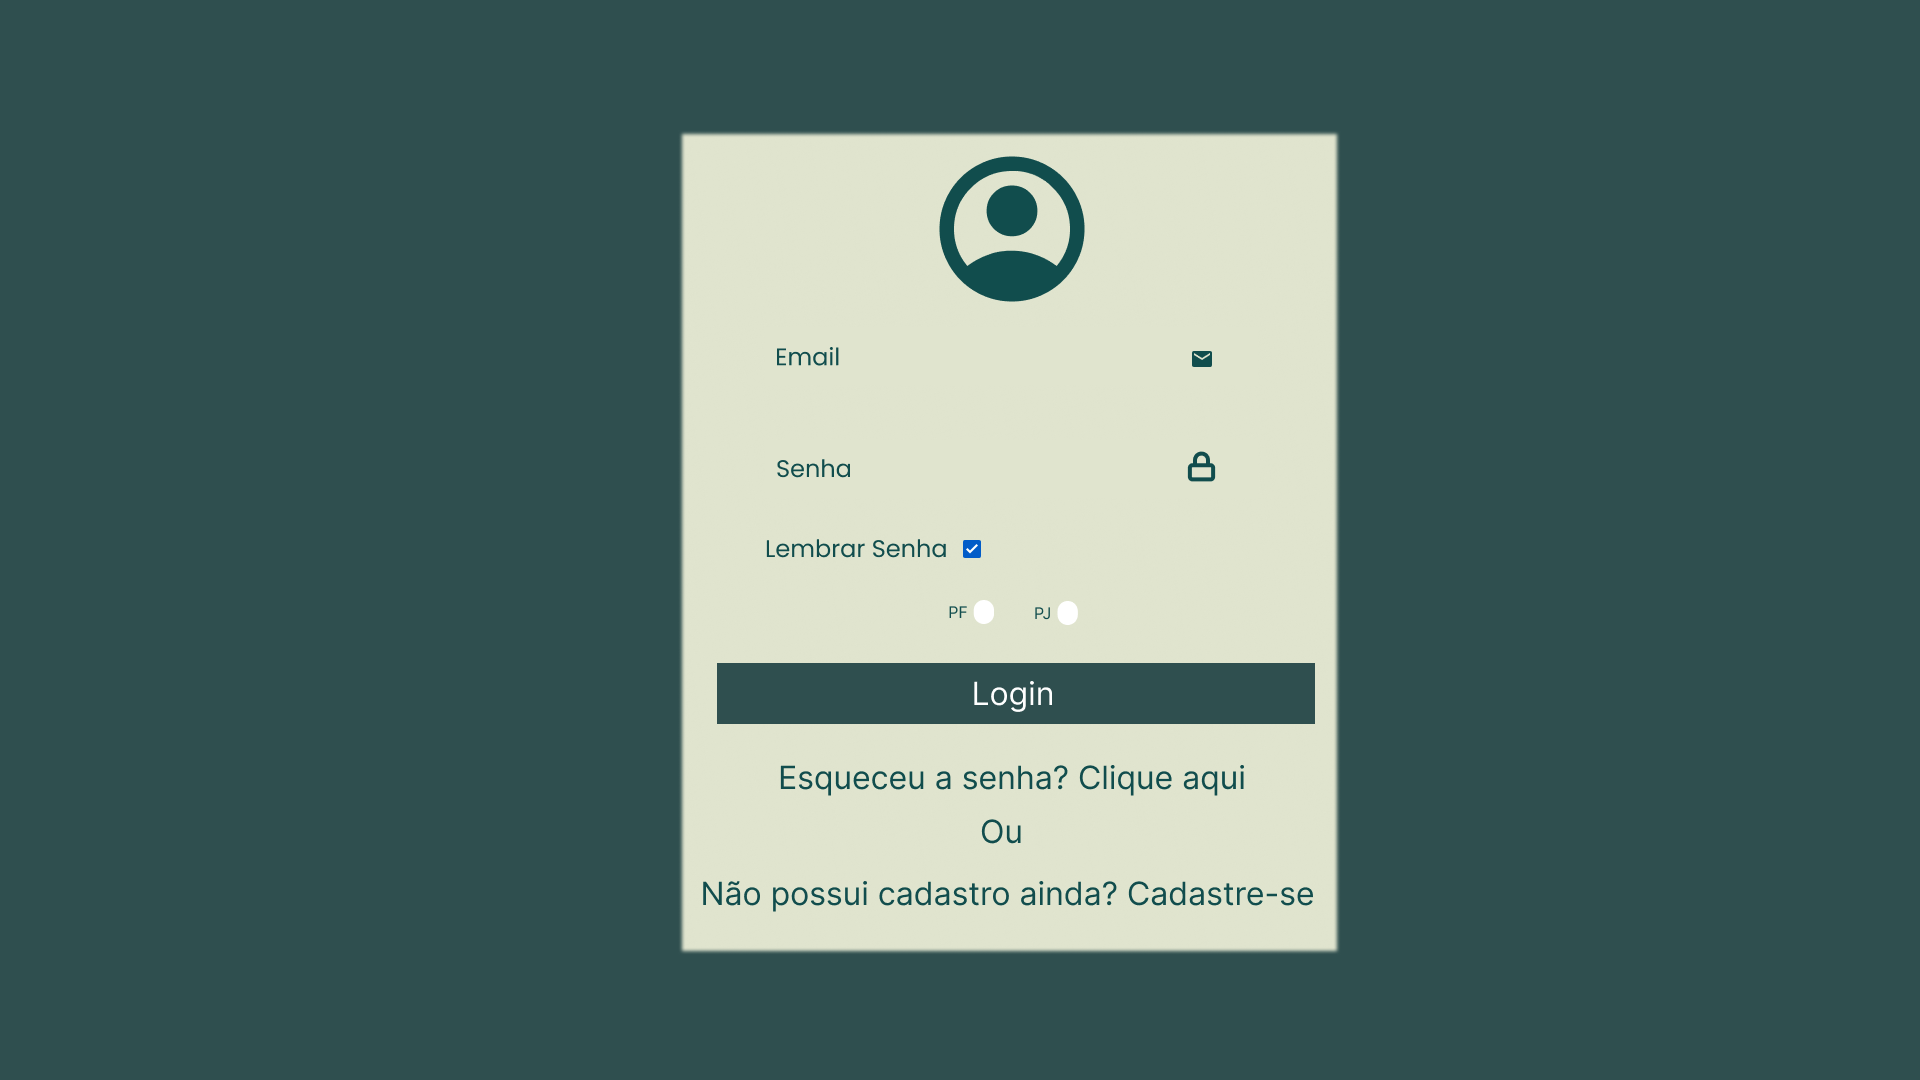 Email
Senha
Lembrar Senha
PF PJ
Login
Esqueceu a senha? Clique aqui
Ou
Não possui cadastro ainda? Cadastre-se